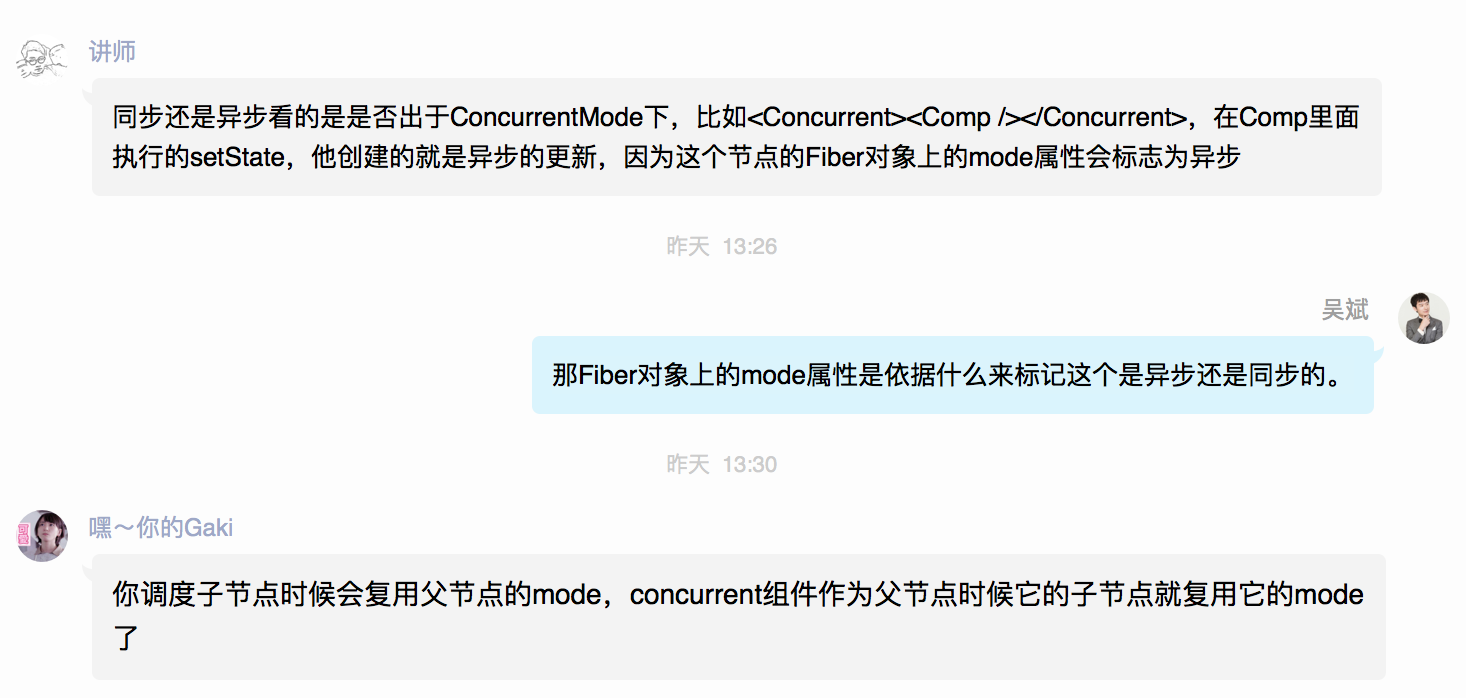 讲师
同步还是异步看的是是否出于ConcurrentMode下，比如<Concurrent><Comp /></Concurrent>，在Comp里面
执行的setState，他创建的就是异步的更新，因为这个节点的Fiber对象上的mode属性会标志为异步
昨天 13:26
吴斌
那Fiber对象上的mode属性是依据什么来标记这个是异步还是同步的。
昨天 13:30
嘿～你的Gaki
你调度子节点时候会复用父节点的mode，concurrent组件作为父节点时候它的子节点就复用它的mode
了